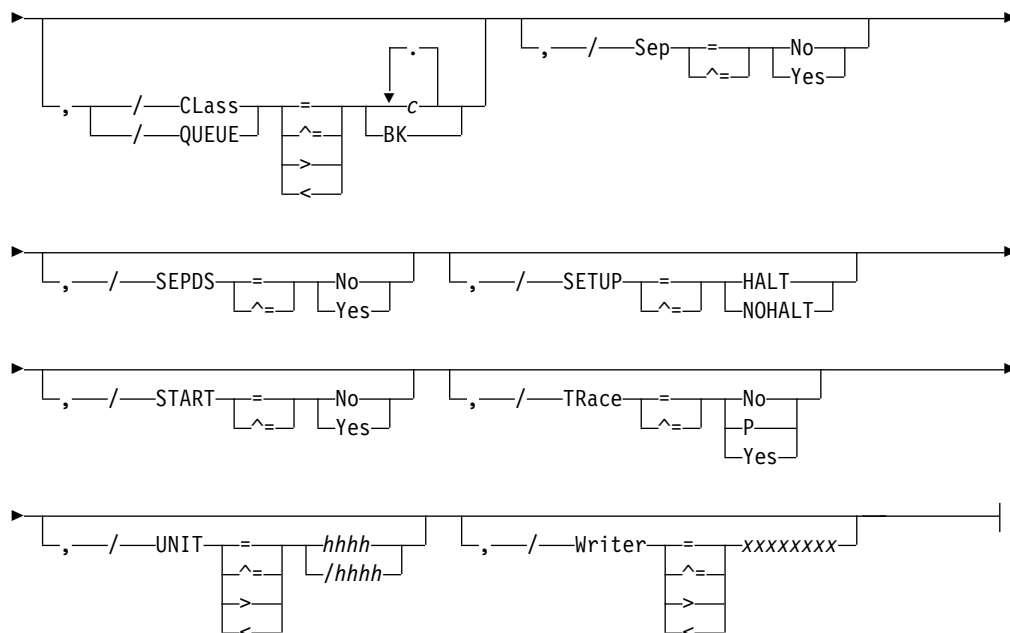 .
, / Sep = No
^= Yes
, / CLass = c
/ QUEUE ^= BK
>
<
, / SEPDS = No , / SETUP = HALT
^= Yes ^= NOHALT
, / START = No , / TRace = No
^= Yes ^= P
Yes
, / UNIT = hhhh , / Writer = xxxxxxxx
^= /hhhh ^=
> >
< <